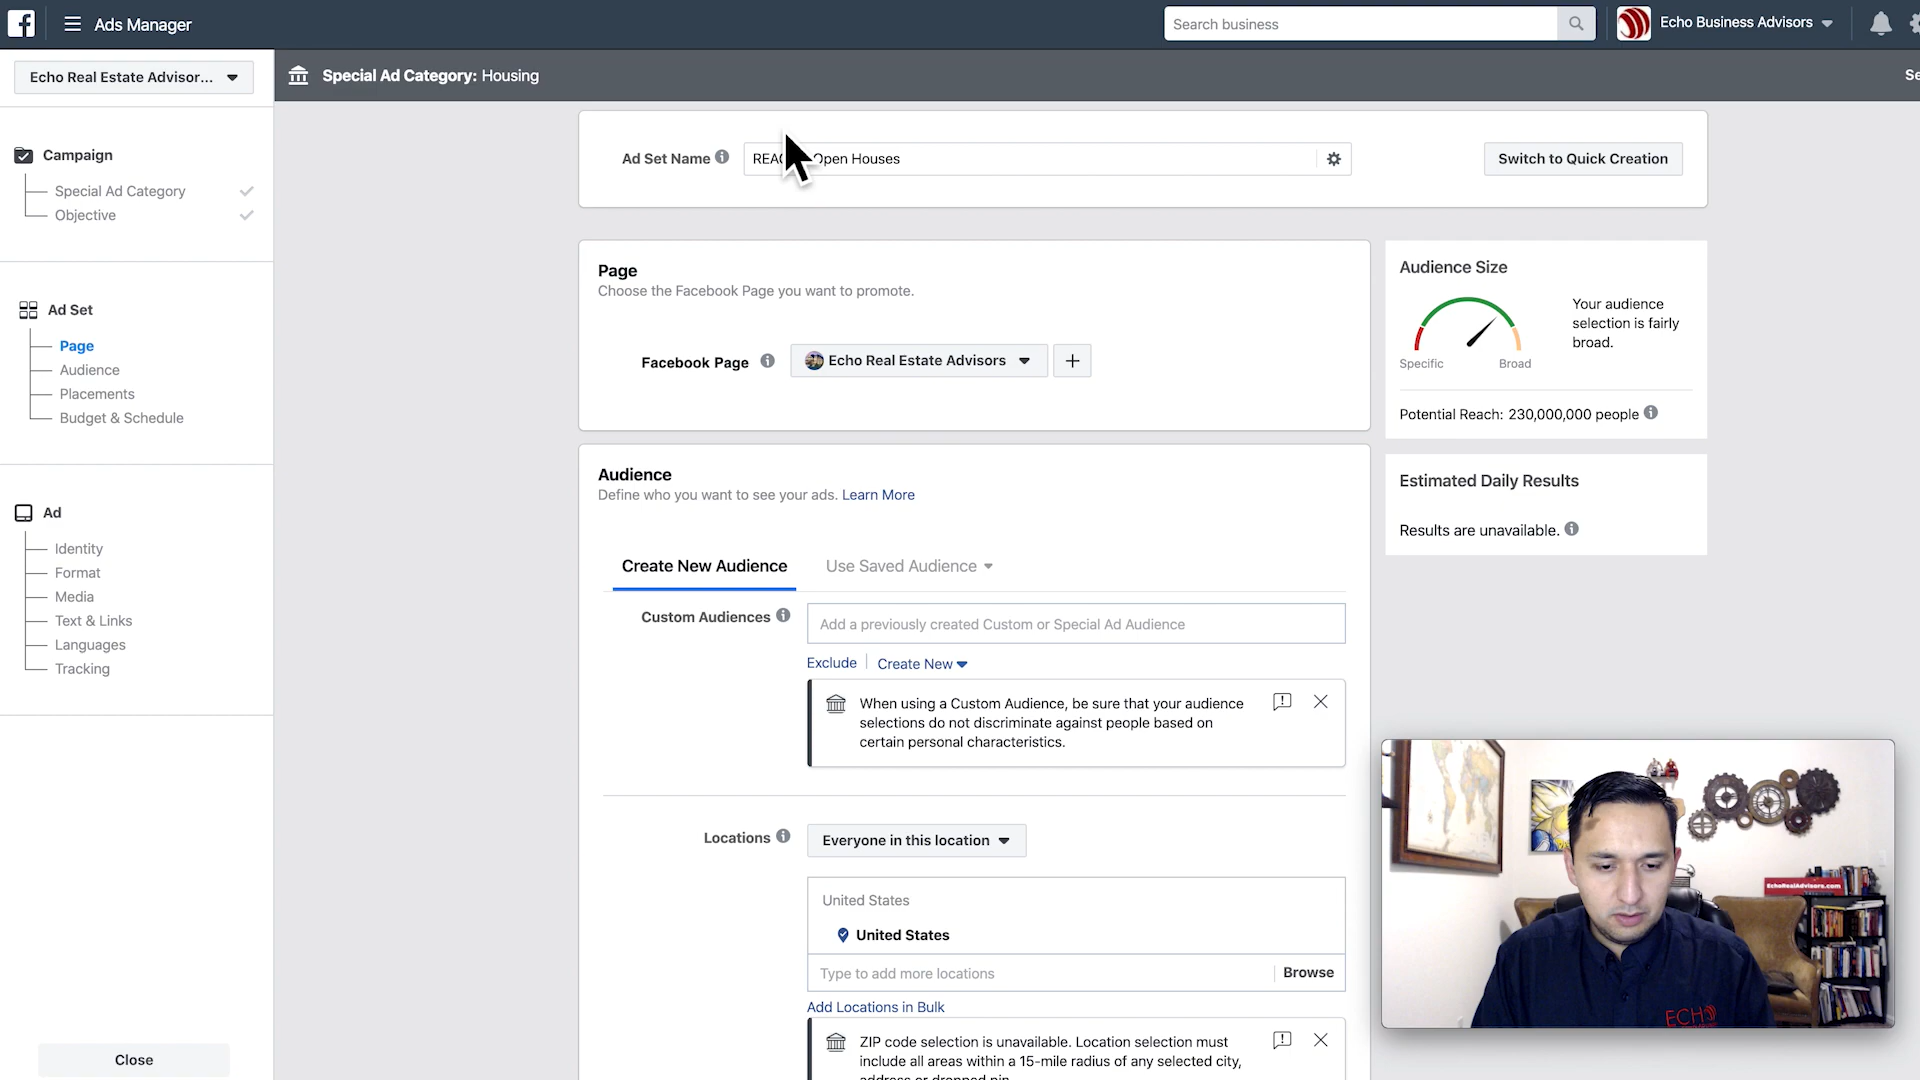 Ads Manager
Search business
Echo Business Advisors
Echo Real Estate Advisor...
Special Ad Category: Housing
Se
Campaign
Special Ad Category
Objective
Ad Set
Page
Audience
Placements
Budget & Schedule
Ad
Identity
Format
Media
Text & Links
Languages
Tracking
Close
Ad Set Name
Open Houses
Switch to Quick Creation
Page
Choose the Facebook Page you want to promote.
Facebook Page
Echo Real Estate Advisors
Audience
Define who you want to see your ads. Learn More
Create New Audience
Use Saved Audience
Custom Audiences
Add a previously created Custom or Special Ad Audience
Exclude
Create New
When using a Custom Audience, be sure that your audience
selections do not discriminate against people based on
certain personal characteristics.
Locations
Everyone in this location
United States
United States
Type to add more locations
Browse
Add Locations in Bulk
ZIP code selection is unavailable. Location selection must
include all areas within a 15-mile radius of any selected city,
address or dropped pin.
Audience Size
Your audience
selection is fairly
broad.
Specific
Broad
Potential Reach: 230,000,000 people
Estimated Daily Results
Results are unavailable.
EchoRealAdvisors.com
ECHO